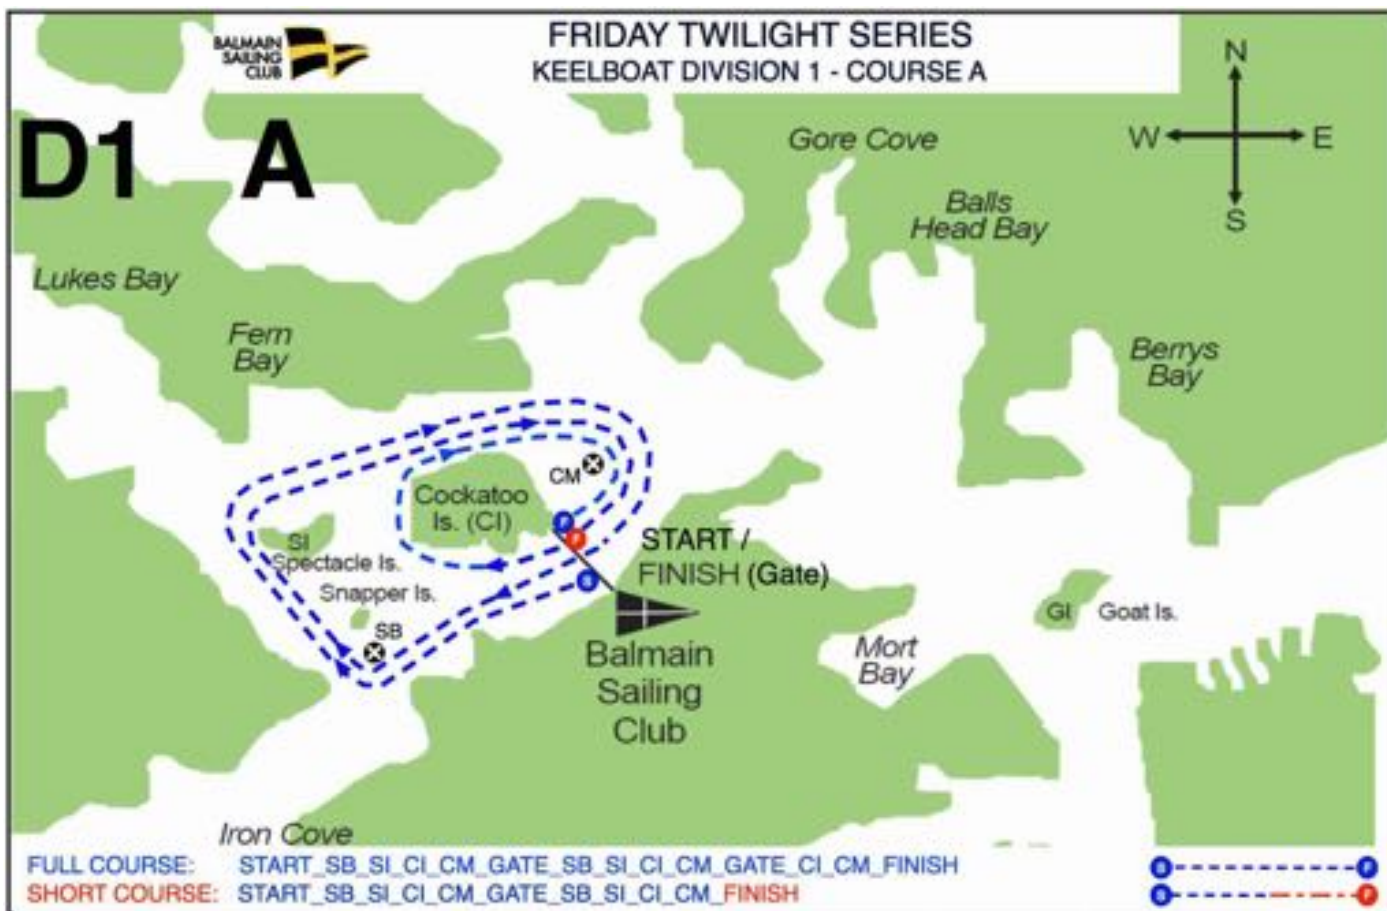 BALMAIN
SAILING
CLUB
FRIDAY TWILIGHT SERIES
KEELBOAT DIVISION 1 - COURSE A
D1 A
N
W E
S
Gore Cove
Balls
Head Bay
Lukes Bay
Fern
Bay
Berrys
Bay
CM
Cockatoo
Is. (CI)
F
F
START /
FINISH (Gate)
SI
Spectacle Is.
Snapper Is.
S
SB
GI Goat Is.
Balmain
Sailing
Club
Mort
Bay
Iron Cove
FULL COURSE: START_SB_SI_CI_CM_GATE_SB_SI_CI_CM_GATE_CI_CM_FINISH
S F
SHORT COURSE: START_SB_SI_CI_CM_GATE_SB_SI_CI_CM_FINISH
S F